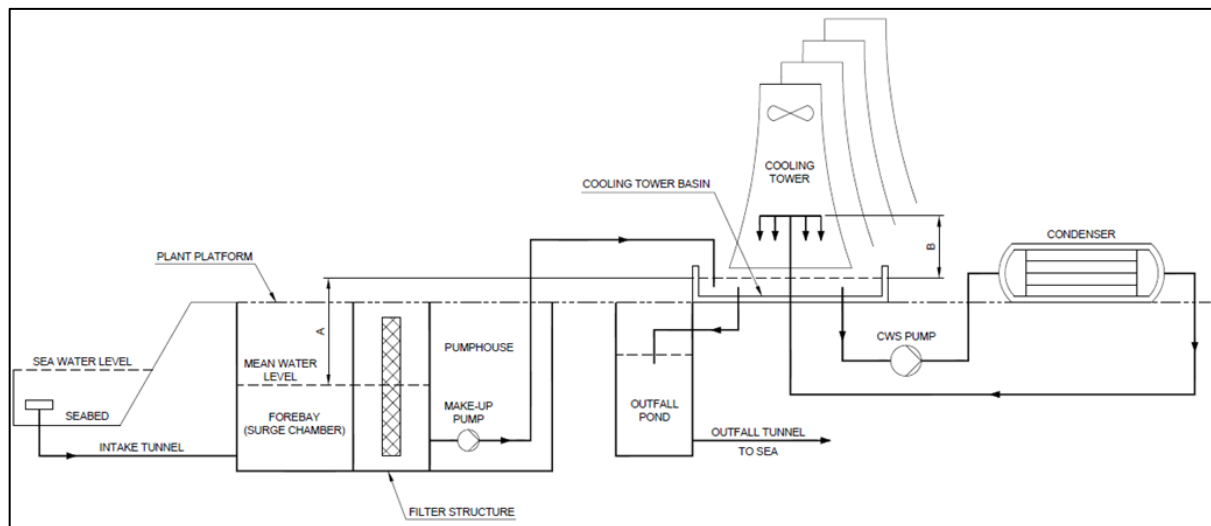 COOLING
TOWER
COOLING TOWER BASIN
B
CONDENSER
PLANT PLATFORM
A
SEA WATER LEVEL
MEAN WATER
LEVEL
PUMPHOUSE
CWS PUMP
SEABED
FOREBAY
(SURGE CHAMBER)
MAKE-UP
PUMP
OUTFALL
POND
INTAKE TUNNEL
OUTFALL TUNNEL
TO SEA
FILTER STRUCTURE